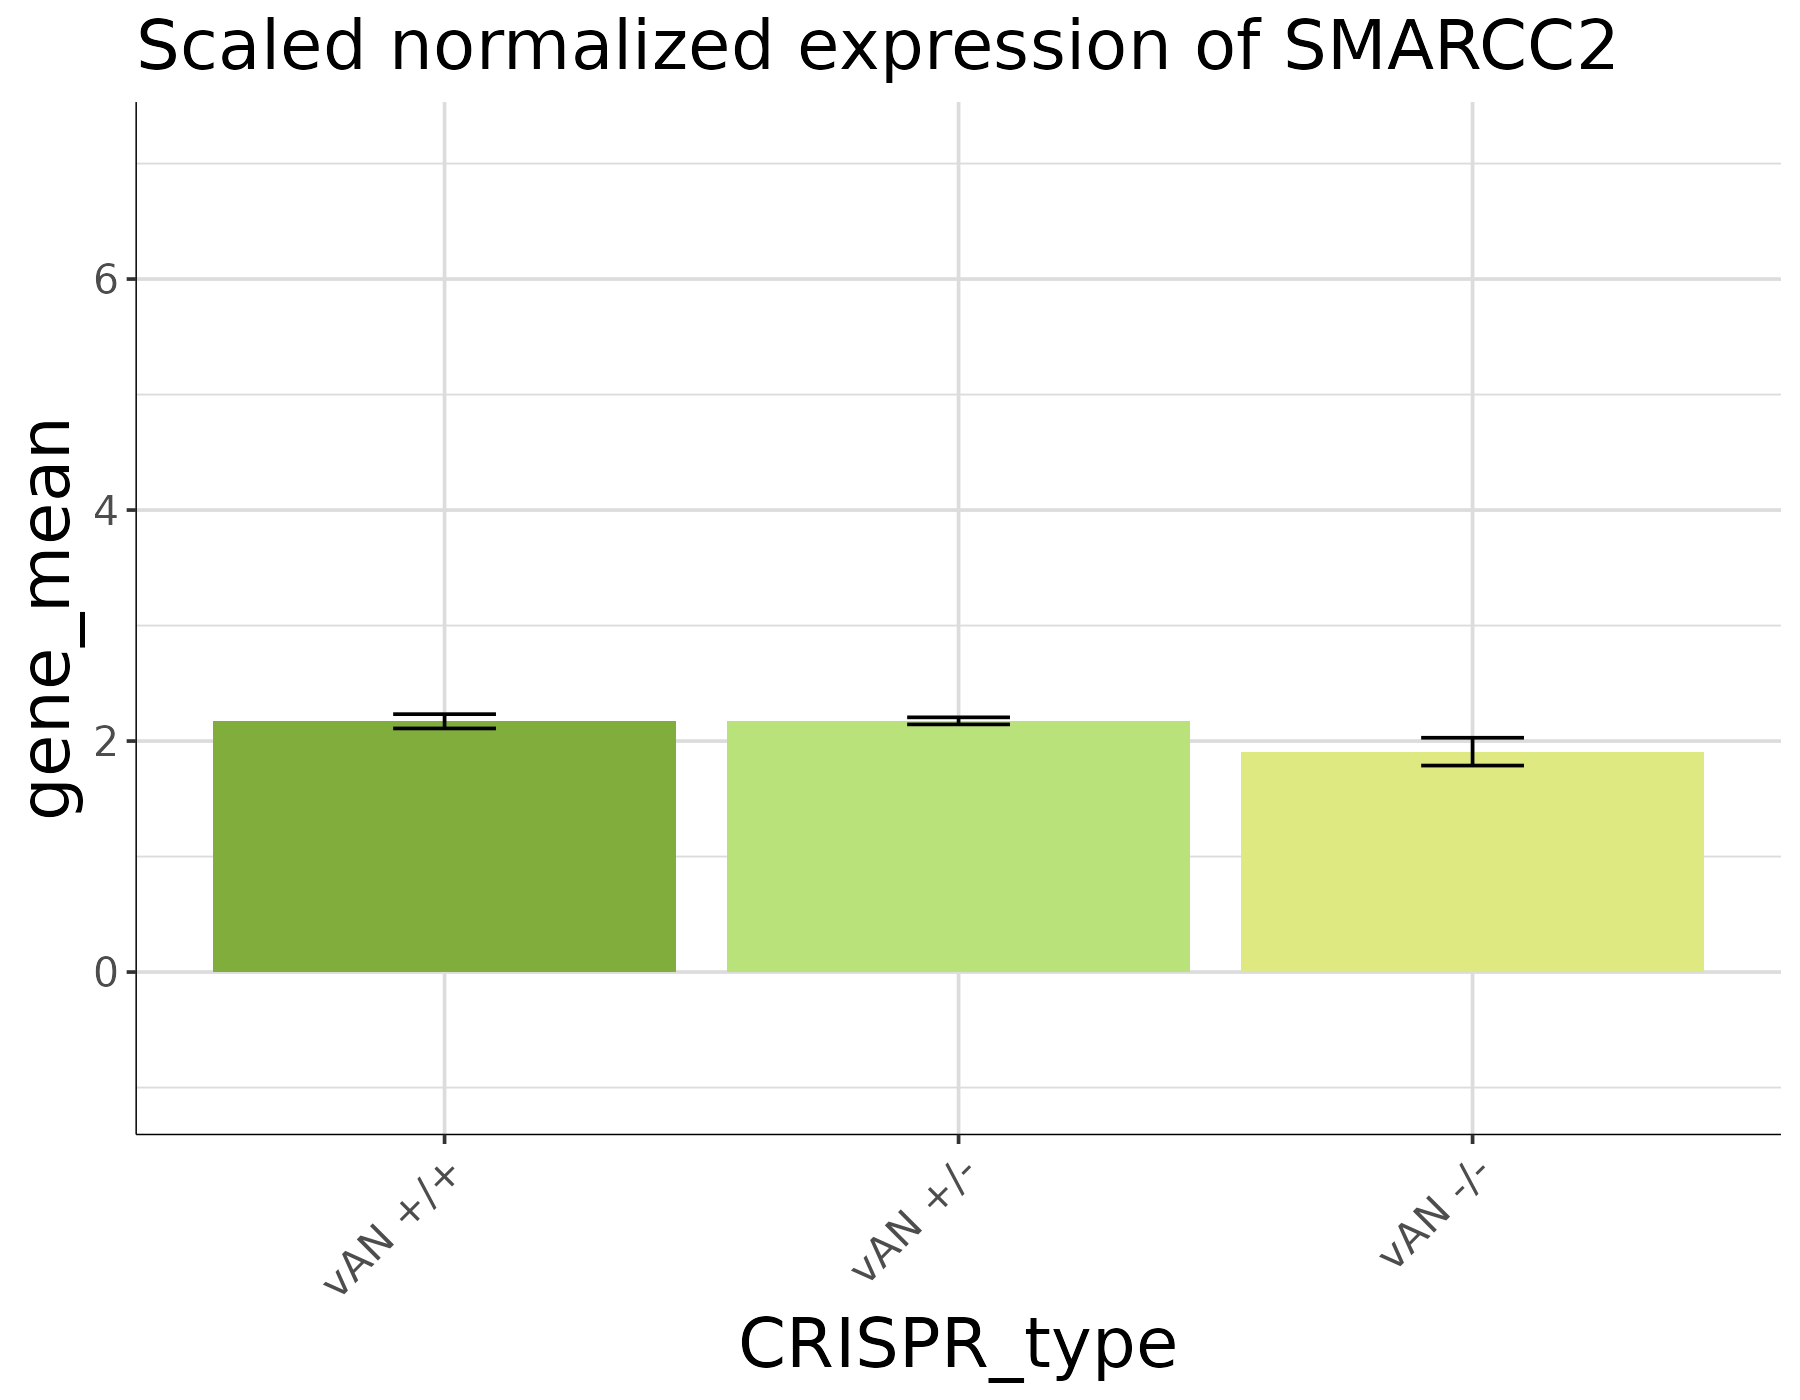 Scaled normalized expression of SMARCC2
gene_mean
6
4
2
0
vAN +/+
vAN +/-
vAN -/-
CRISPR_type